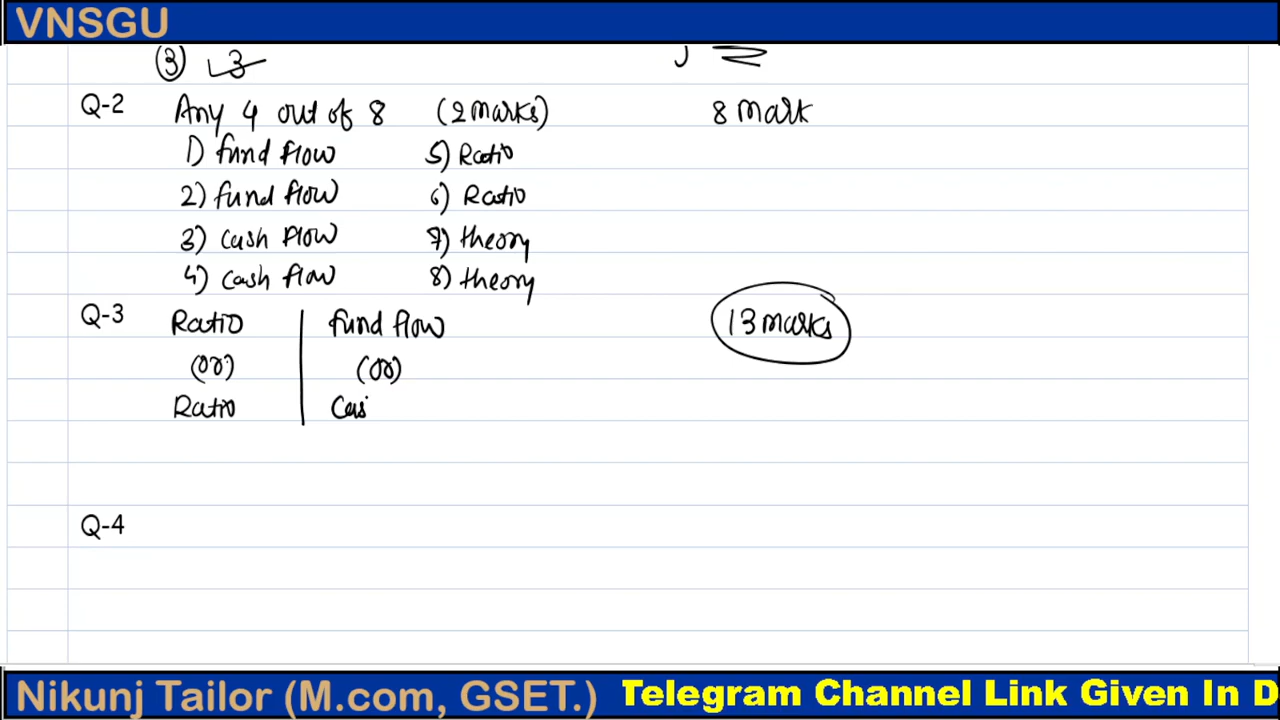 VNSGU
③ 3
Q-2 Any 4 out of 8 (2 marks) 8 mark
1) fund flow 5) Ratio
2) fund flow 6) Ratio
3) cash flow 7) theory
4) cash flow 8) theory
Q-3 Ratio fund flow 13 marks
(or) (or)
Ratio Cas
Q-4
Nikunj Tailor (M.com, GSET.) Telegram Channel Link Given In D